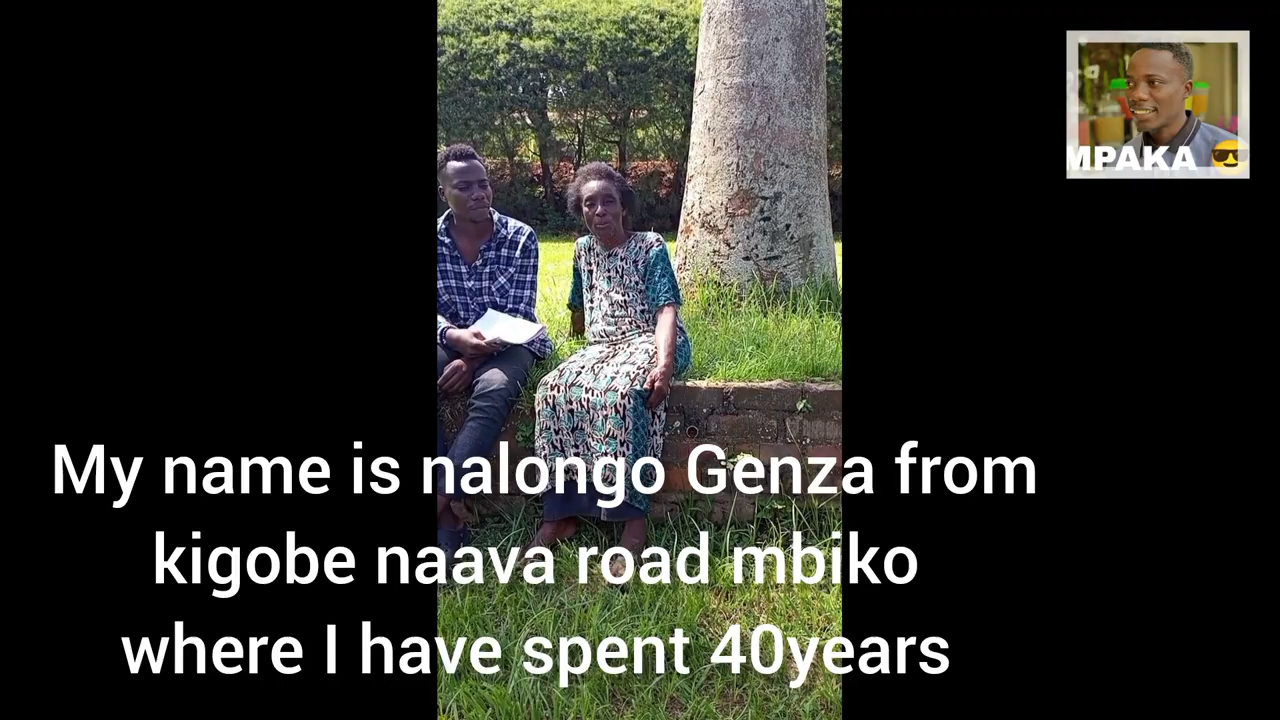 MPAKA 😎
My name is nalongo Genza from
kigobe naava road mbiko
where I have spent 40years